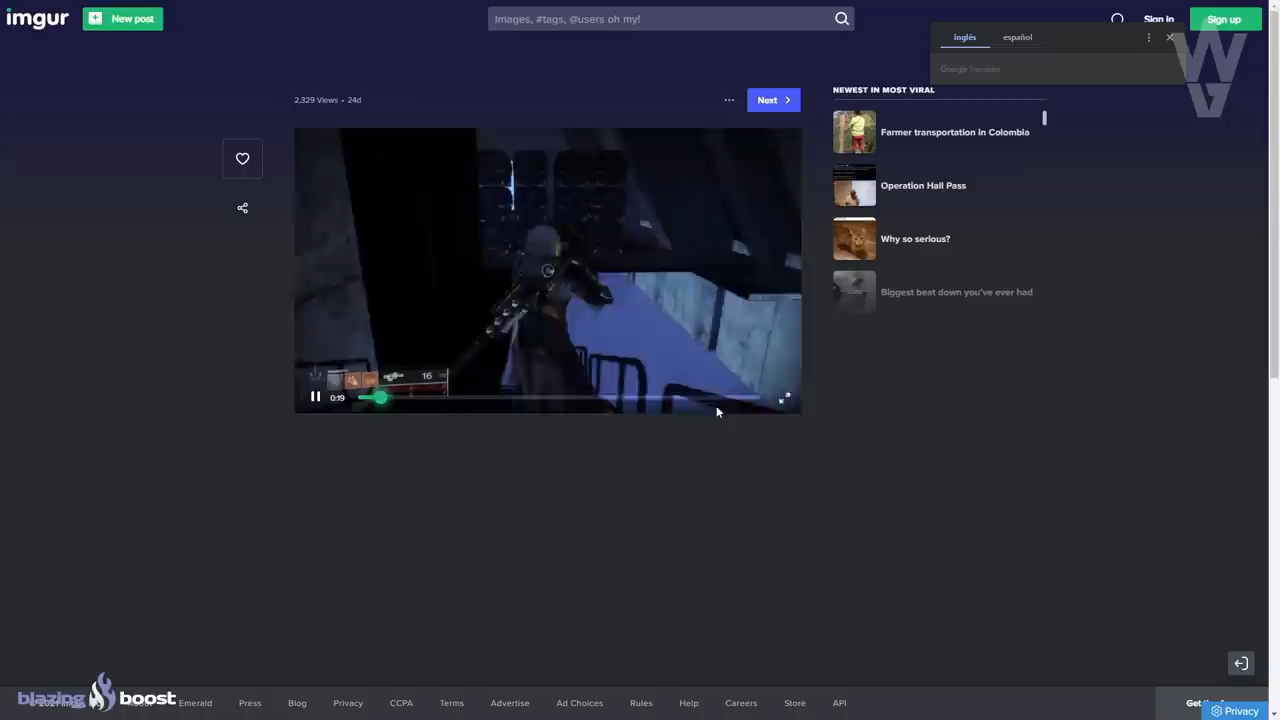 imgur
New post
Images, #tags, @users oh my!
Sign in
Sign up
inglés
español
Google Translate
W
G
2,329 Views • 24d
Next
NEWEST IN MOST VIRAL
Farmer transportation in Colombia
Operation Hall Pass
Why so serious?
Biggest beat down you've ever had
16
0:19
blazing boost
Emerald
Press
Blog
Privacy
CCPA
Terms
Advertise
Ad Choices
Rules
Help
Careers
Store
API
Get
Privacy